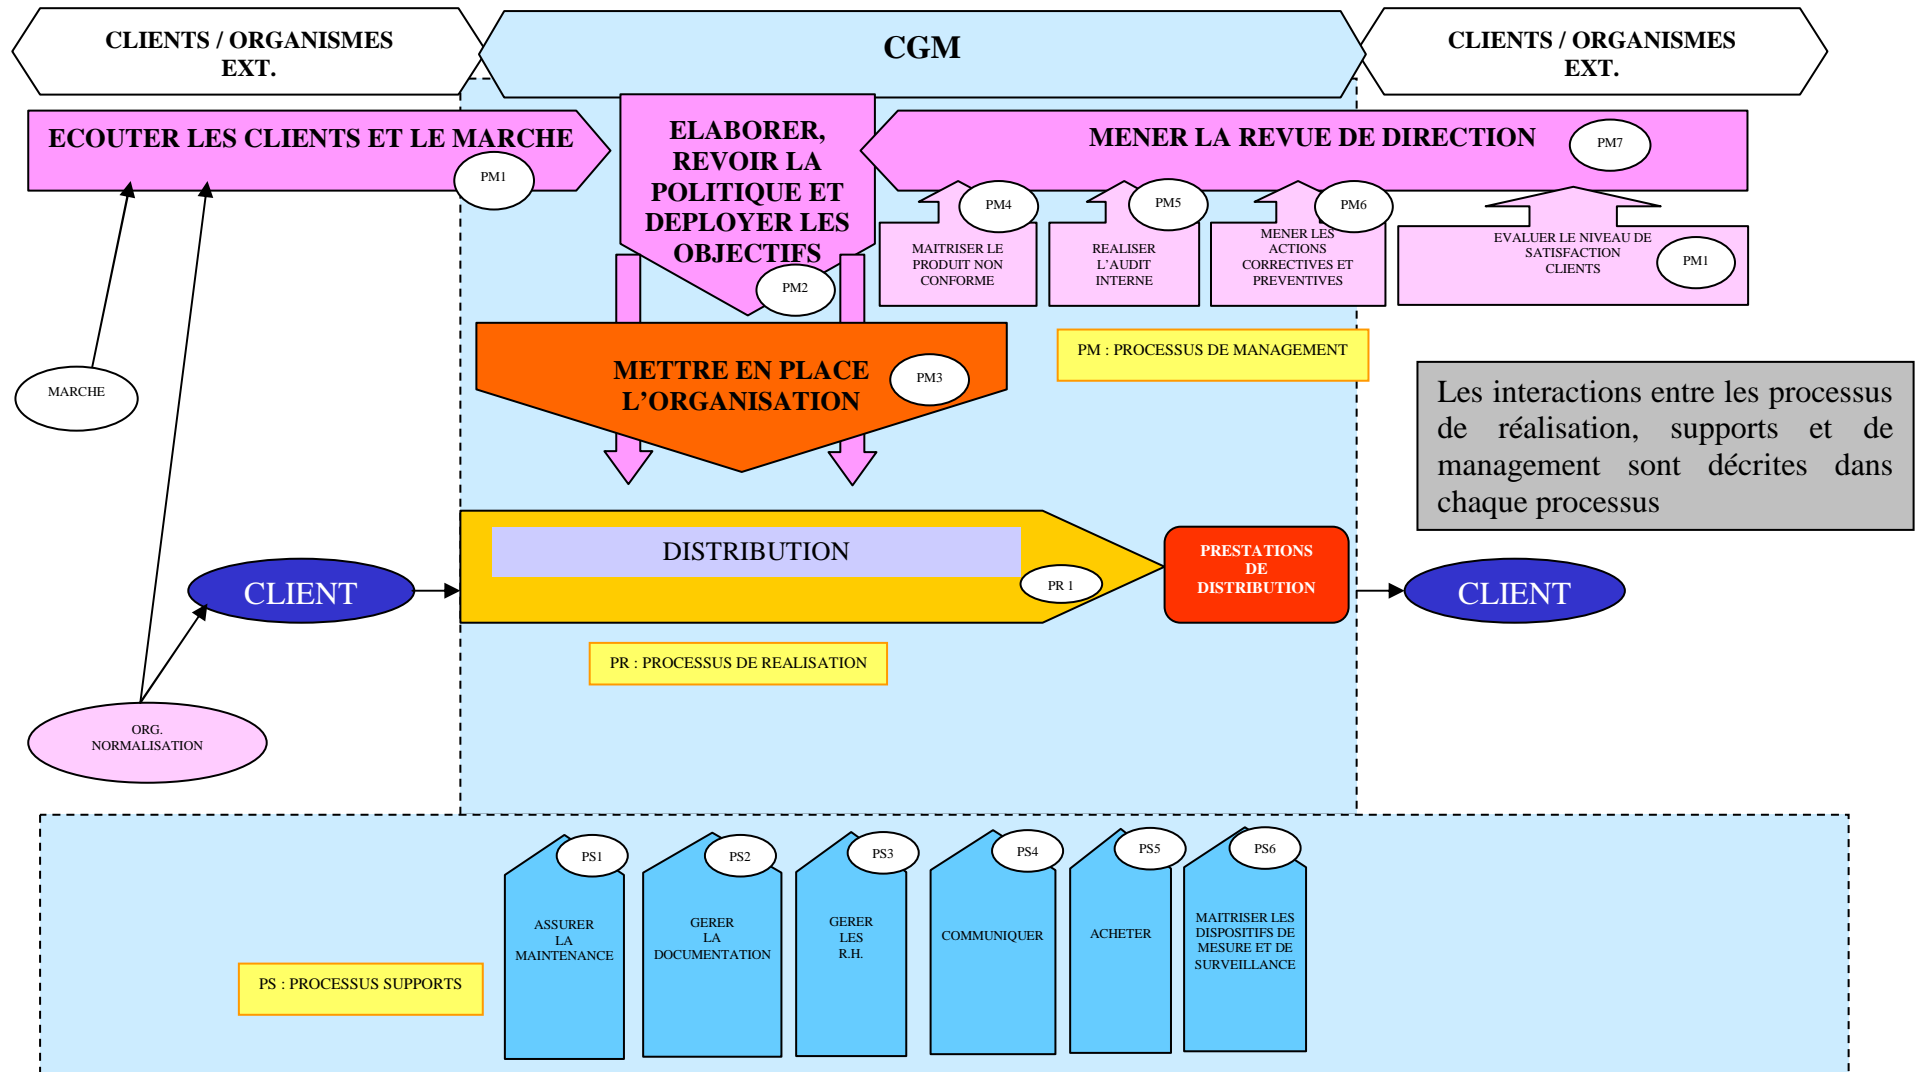 CLIENTS / ORGANISMES
EXT.
CGM
CLIENTS / ORGANISMES
EXT.
ECOUTER LES CLIENTS ET LE MARCHE
PM1
ELABORER,
REVOIR LA
POLITIQUE ET
DEPLOYER LES
OBJECTIFS
PM2
MENER LA REVUE DE DIRECTION
PM7
PM4
MAITRISER LE
PRODUIT NON
CONFORME
PM5
REALISER
L’AUDIT
INTERNE
PM6
MENER LES
ACTIONS
CORRECTIVES ET
PREVENTIVES
EVALUER LE NIVEAU DE
SATISFACTION
CLIENTS
PM1
METTRE EN PLACE
L’ORGANISATION
PM3
PM : PROCESSUS DE MANAGEMENT
MARCHE
Les interactions entre les processus
de réalisation, supports et de
management sont décrites dans
chaque processus
CLIENT
DISTRIBUTION
PR 1
PRESTATIONS
DE
DISTRIBUTION
CLIENT
PR : PROCESSUS DE REALISATION
ORG.
NORMALISATION
PS1
ASSURER
LA
MAINTENANCE
PS2
GERER
LA
DOCUMENTATION
PS3
GERER
LES
R.H.
PS4
COMMUNIQUER
PS5
ACHETER
PS6
MAITRISER LES
DISPOSITIFS DE
MESURE ET DE
SURVEILLANCE
PS : PROCESSUS SUPPORTS